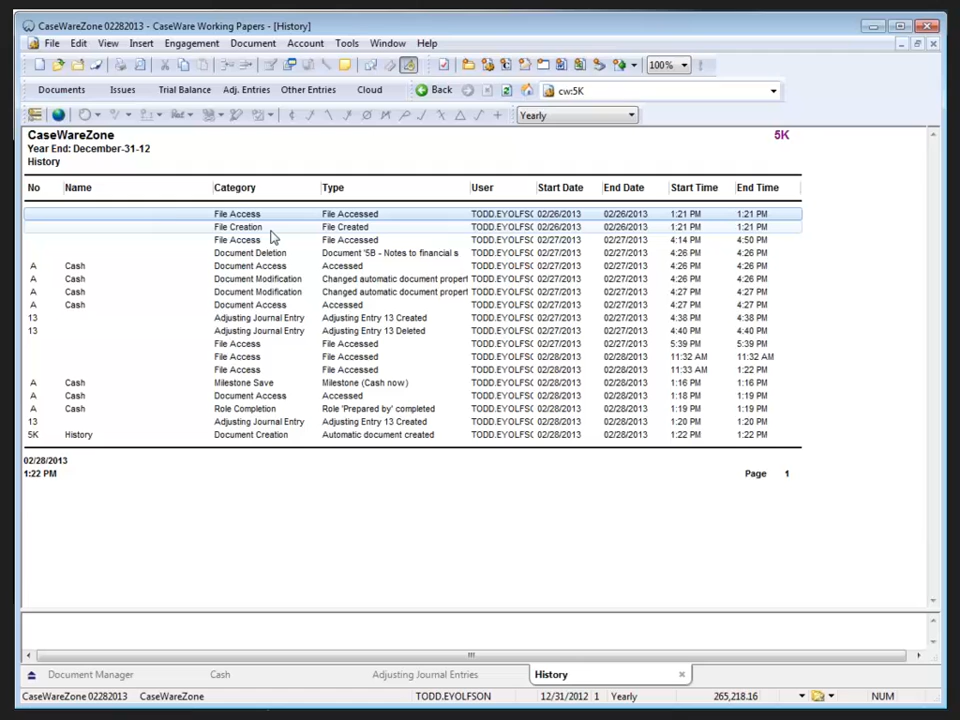 CaseWareZone 02282013 - CaseWare Working Papers - [History]
File Edit View Insert Engagement Document Account Tools Window Help
100%
Documents Issues Trial Balance Adj. Entries Other Entries Cloud Back cw:5K
Yearly
CaseWareZone 5K
Year End: December-31-12
History
No Name Category Type User Start Date End Date Start Time End Time
File Access File Accessed TODD.EYOLFSC 02/26/2013 02/26/2013 1:21 PM 1:21 PM
File Creation File Created TODD.EYOLFSC 02/26/2013 02/26/2013 1:21 PM 1:21 PM
File Access File Accessed TODD.EYOLFSC 02/27/2013 02/27/2013 4:14 PM 4:50 PM
Document Deletion Document '5B - Notes to financial s TODD.EYOLFSC 02/27/2013 02/27/2013 4:26 PM 4:26 PM
A Cash Document Access Accessed TODD.EYOLFSC 02/27/2013 02/27/2013 4:26 PM 4:26 PM
A Cash Document Modification Changed automatic document propert TODD.EYOLFSC 02/27/2013 02/27/2013 4:26 PM 4:26 PM
A Cash Document Modification Changed automatic document propert TODD.EYOLFSC 02/27/2013 02/27/2013 4:27 PM 4:27 PM
A Cash Document Access Accessed TODD.EYOLFSC 02/27/2013 02/27/2013 4:27 PM 4:27 PM
13 Adjusting Journal Entry Adjusting Entry 13 Created TODD.EYOLFSC 02/27/2013 02/27/2013 4:38 PM 4:38 PM
13 Adjusting Journal Entry Adjusting Entry 13 Deleted TODD.EYOLFSC 02/27/2013 02/27/2013 4:40 PM 4:40 PM
File Access File Accessed TODD.EYOLFSC 02/27/2013 02/27/2013 5:39 PM 5:39 PM
File Access File Accessed TODD.EYOLFSC 02/28/2013 02/28/2013 11:32 AM 11:32 AM
File Access File Accessed TODD.EYOLFSC 02/28/2013 02/28/2013 11:33 AM 1:22 PM
A Cash Milestone Save Milestone (Cash now) TODD.EYOLFSC 02/28/2013 02/28/2013 1:16 PM 1:16 PM
A Cash Document Access Accessed TODD.EYOLFSC 02/28/2013 02/28/2013 1:18 PM 1:19 PM
A Cash Role Completion Role 'Prepared by' completed TODD.EYOLFSC 02/28/2013 02/28/2013 1:19 PM 1:19 PM
13 Adjusting Journal Entry Adjusting Entry 13 Created TODD.EYOLFSC 02/28/2013 02/28/2013 1:20 PM 1:20 PM
5K History Document Creation Automatic document created TODD.EYOLFSC 02/28/2013 02/28/2013 1:22 PM 1:22 PM
02/28/2013
1:22 PM Page 1
Document Manager Cash Adjusting Journal Entries History
CaseWareZone 02282013 CaseWareZone TODD.EYOLFSON 12/31/2012 1 Yearly 265,218.16 NUM